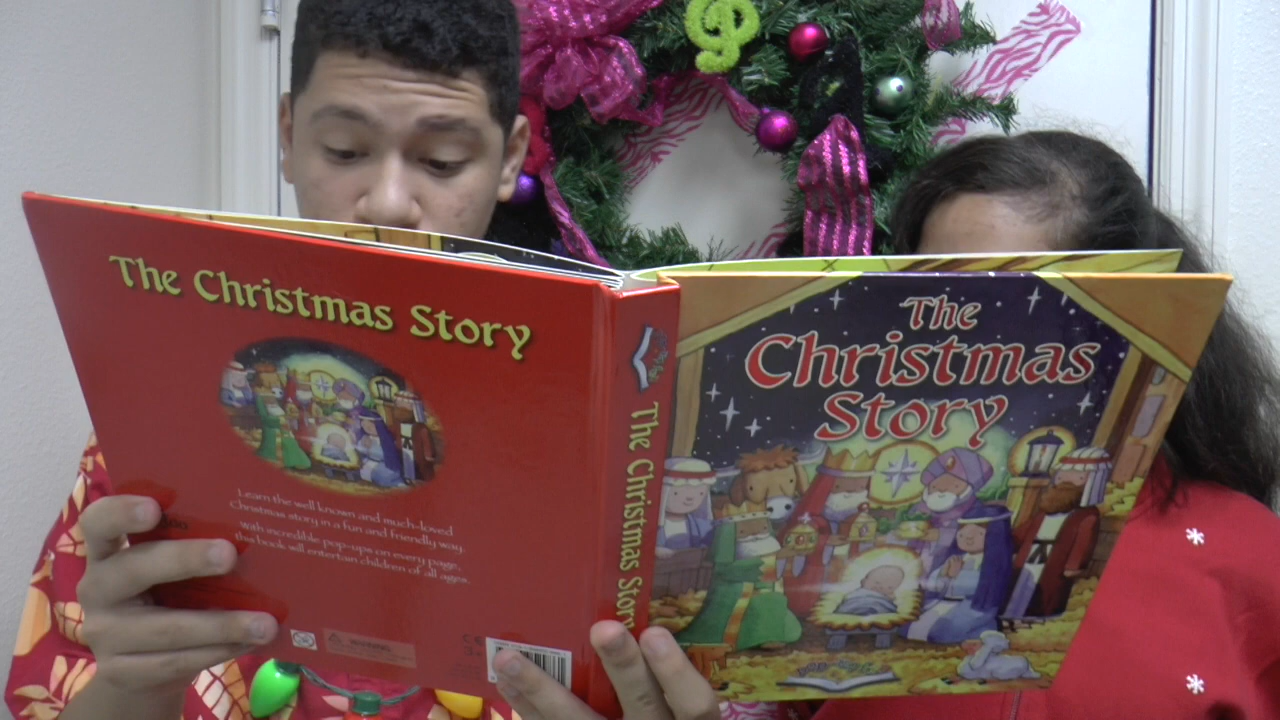 The Christmas Story
Learn the well known and much-loved
Christmas story in a fun and friendly way.
With incredible pop-ups on every page,
this book will entertain children of all ages.
WARNING
The Christmas Story
The
Christmas
Story